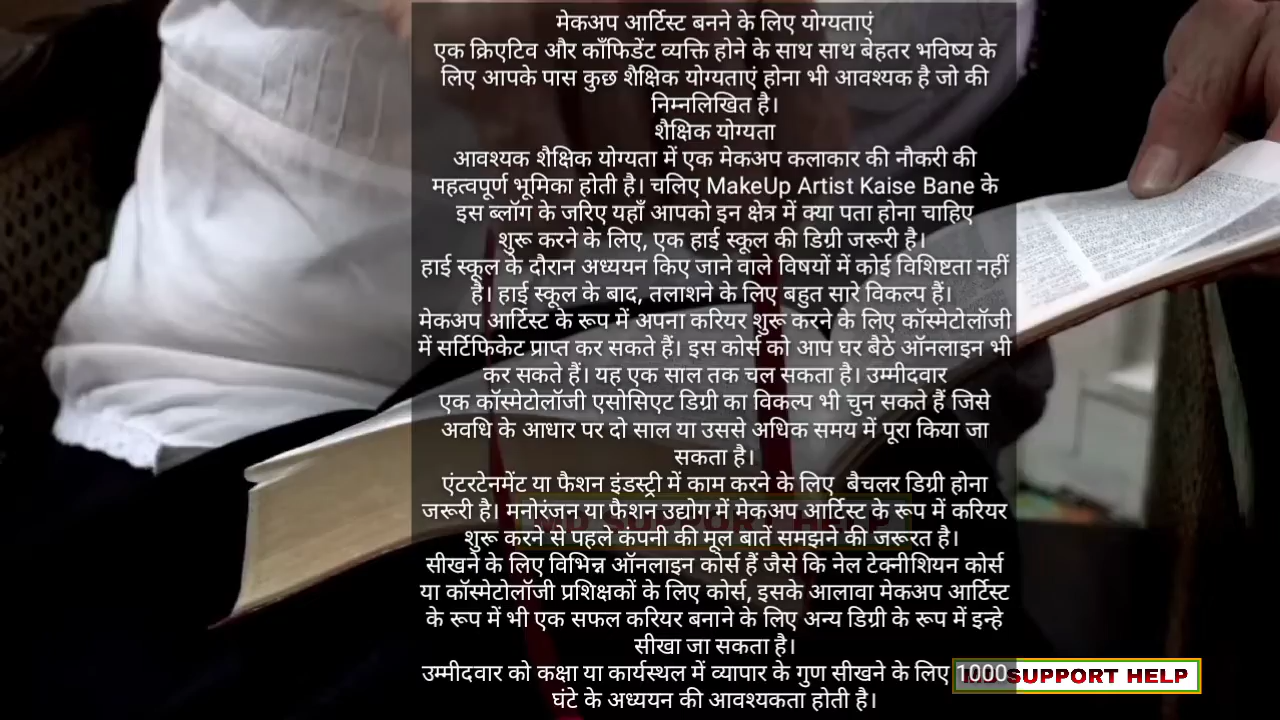 मेकअप आर्टिस्ट बनने के लिए योग्यताएं
एक क्रिएटिव और कॉंफिडेंट व्यक्ति होने के साथ साथ बेहतर भविष्य के
लिए आपके पास कुछ शैक्षिक योग्यताएं होना भी आवश्यक है जो की
निम्नलिखित है।
शैक्षिक योग्यता
आवश्यक शैक्षिक योग्यता में एक मेकअप कलाकार की नौकरी की
महत्वपूर्ण भूमिका होती है। चलिए MakeUp Artist Kaise Bane के
इस ब्लॉग के जरिए यहाँ आपको इन क्षेत्र में क्या पता होना चाहिए
शुरू करने के लिए, एक हाई स्कूल की डिग्री जरूरी है।
हाई स्कूल के दौरान अध्ययन किए जाने वाले विषयों में कोई विशिष्टता नहीं
है। हाई स्कूल के बाद, तलाशने के लिए बहुत सारे विकल्प हैं।
मेकअप आर्टिस्ट के रूप में अपना करियर शुरू करने के लिए कॉस्मेटोलॉजी
में सर्टिफिकेट प्राप्त कर सकते हैं। इस कोर्स को आप घर बैठे ऑनलाइन भी
कर सकते हैं। यह एक साल तक चल सकता है। उम्मीदवार
एक कॉस्मेटोलॉजी एसोसिएट डिग्री का विकल्प भी चुन सकते हैं जिसे
अवधि के आधार पर दो साल या उससे अधिक समय में पूरा किया जा
सकता है।
एंटरटेनमेंट या फैशन इंडस्ट्री में काम करने के लिए  बैचलर डिग्री होना
जरूरी है। मनोरंजन या फैशन उद्योग में मेकअप आर्टिस्ट के रूप में करियर
शुरू करने से पहले कंपनी की मूल बातें समझने की जरूरत है।
सीखने के लिए विभिन्न ऑनलाइन कोर्स हैं जैसे कि नेल टेक्नीशियन कोर्स
या कॉस्मेटोलॉजी प्रशिक्षकों के लिए कोर्स, इसके आलावा मेकअप आर्टिस्ट
के रूप में भी एक सफल करियर बनाने के लिए अन्य डिग्री के रूप में इन्हे
सीखा जा सकता है।
उम्मीदवार को कक्षा या कार्यस्थल में व्यापार के गुण सीखने के लिए 1000
घंटे के अध्ययन की आवश्यकता होती है।
SUPPORT HELP